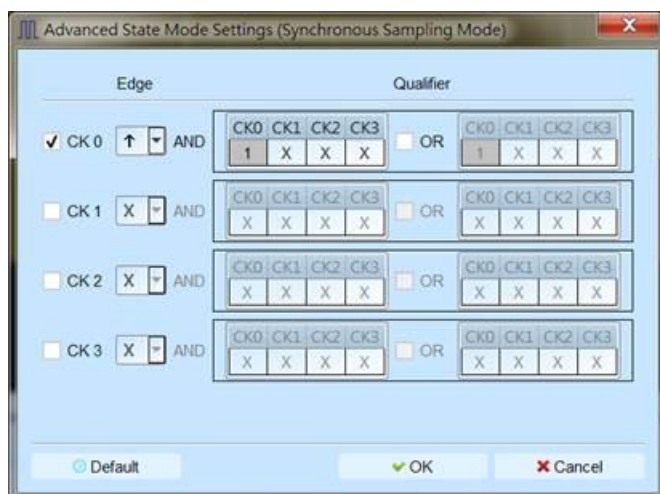 Advanced State Mode Settings (Synchronous Sampling Mode)
Edge Qualifier
CK0 CK1 CK2 CK3 CK0 CK1 CK2 CK3
CK 0 ↑ AND OR
1 X X X 1 X X X
CK0 CK1 CK2 CK3 CK0 CK1 CK2 CK3
CK 1 X AND OR
X X X X X X X X
CK0 CK1 CK2 CK3 CK0 CK1 CK2 CK3
CK 2 X AND OR
X X X X X X X X
CK0 CK1 CK2 CK3 CK0 CK1 CK2 CK3
CK 3 X AND OR
X X X X X X X X
Default OK Cancel